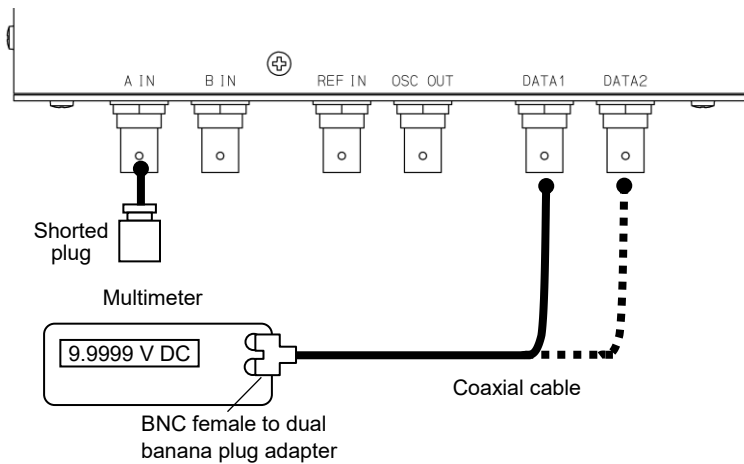 A IN
B IN
REF IN
OSC OUT
DATA1
DATA2
Shorted
plug
Multimeter
9.9999 V DC
Coaxial cable
BNC female to dual
banana plug adapter